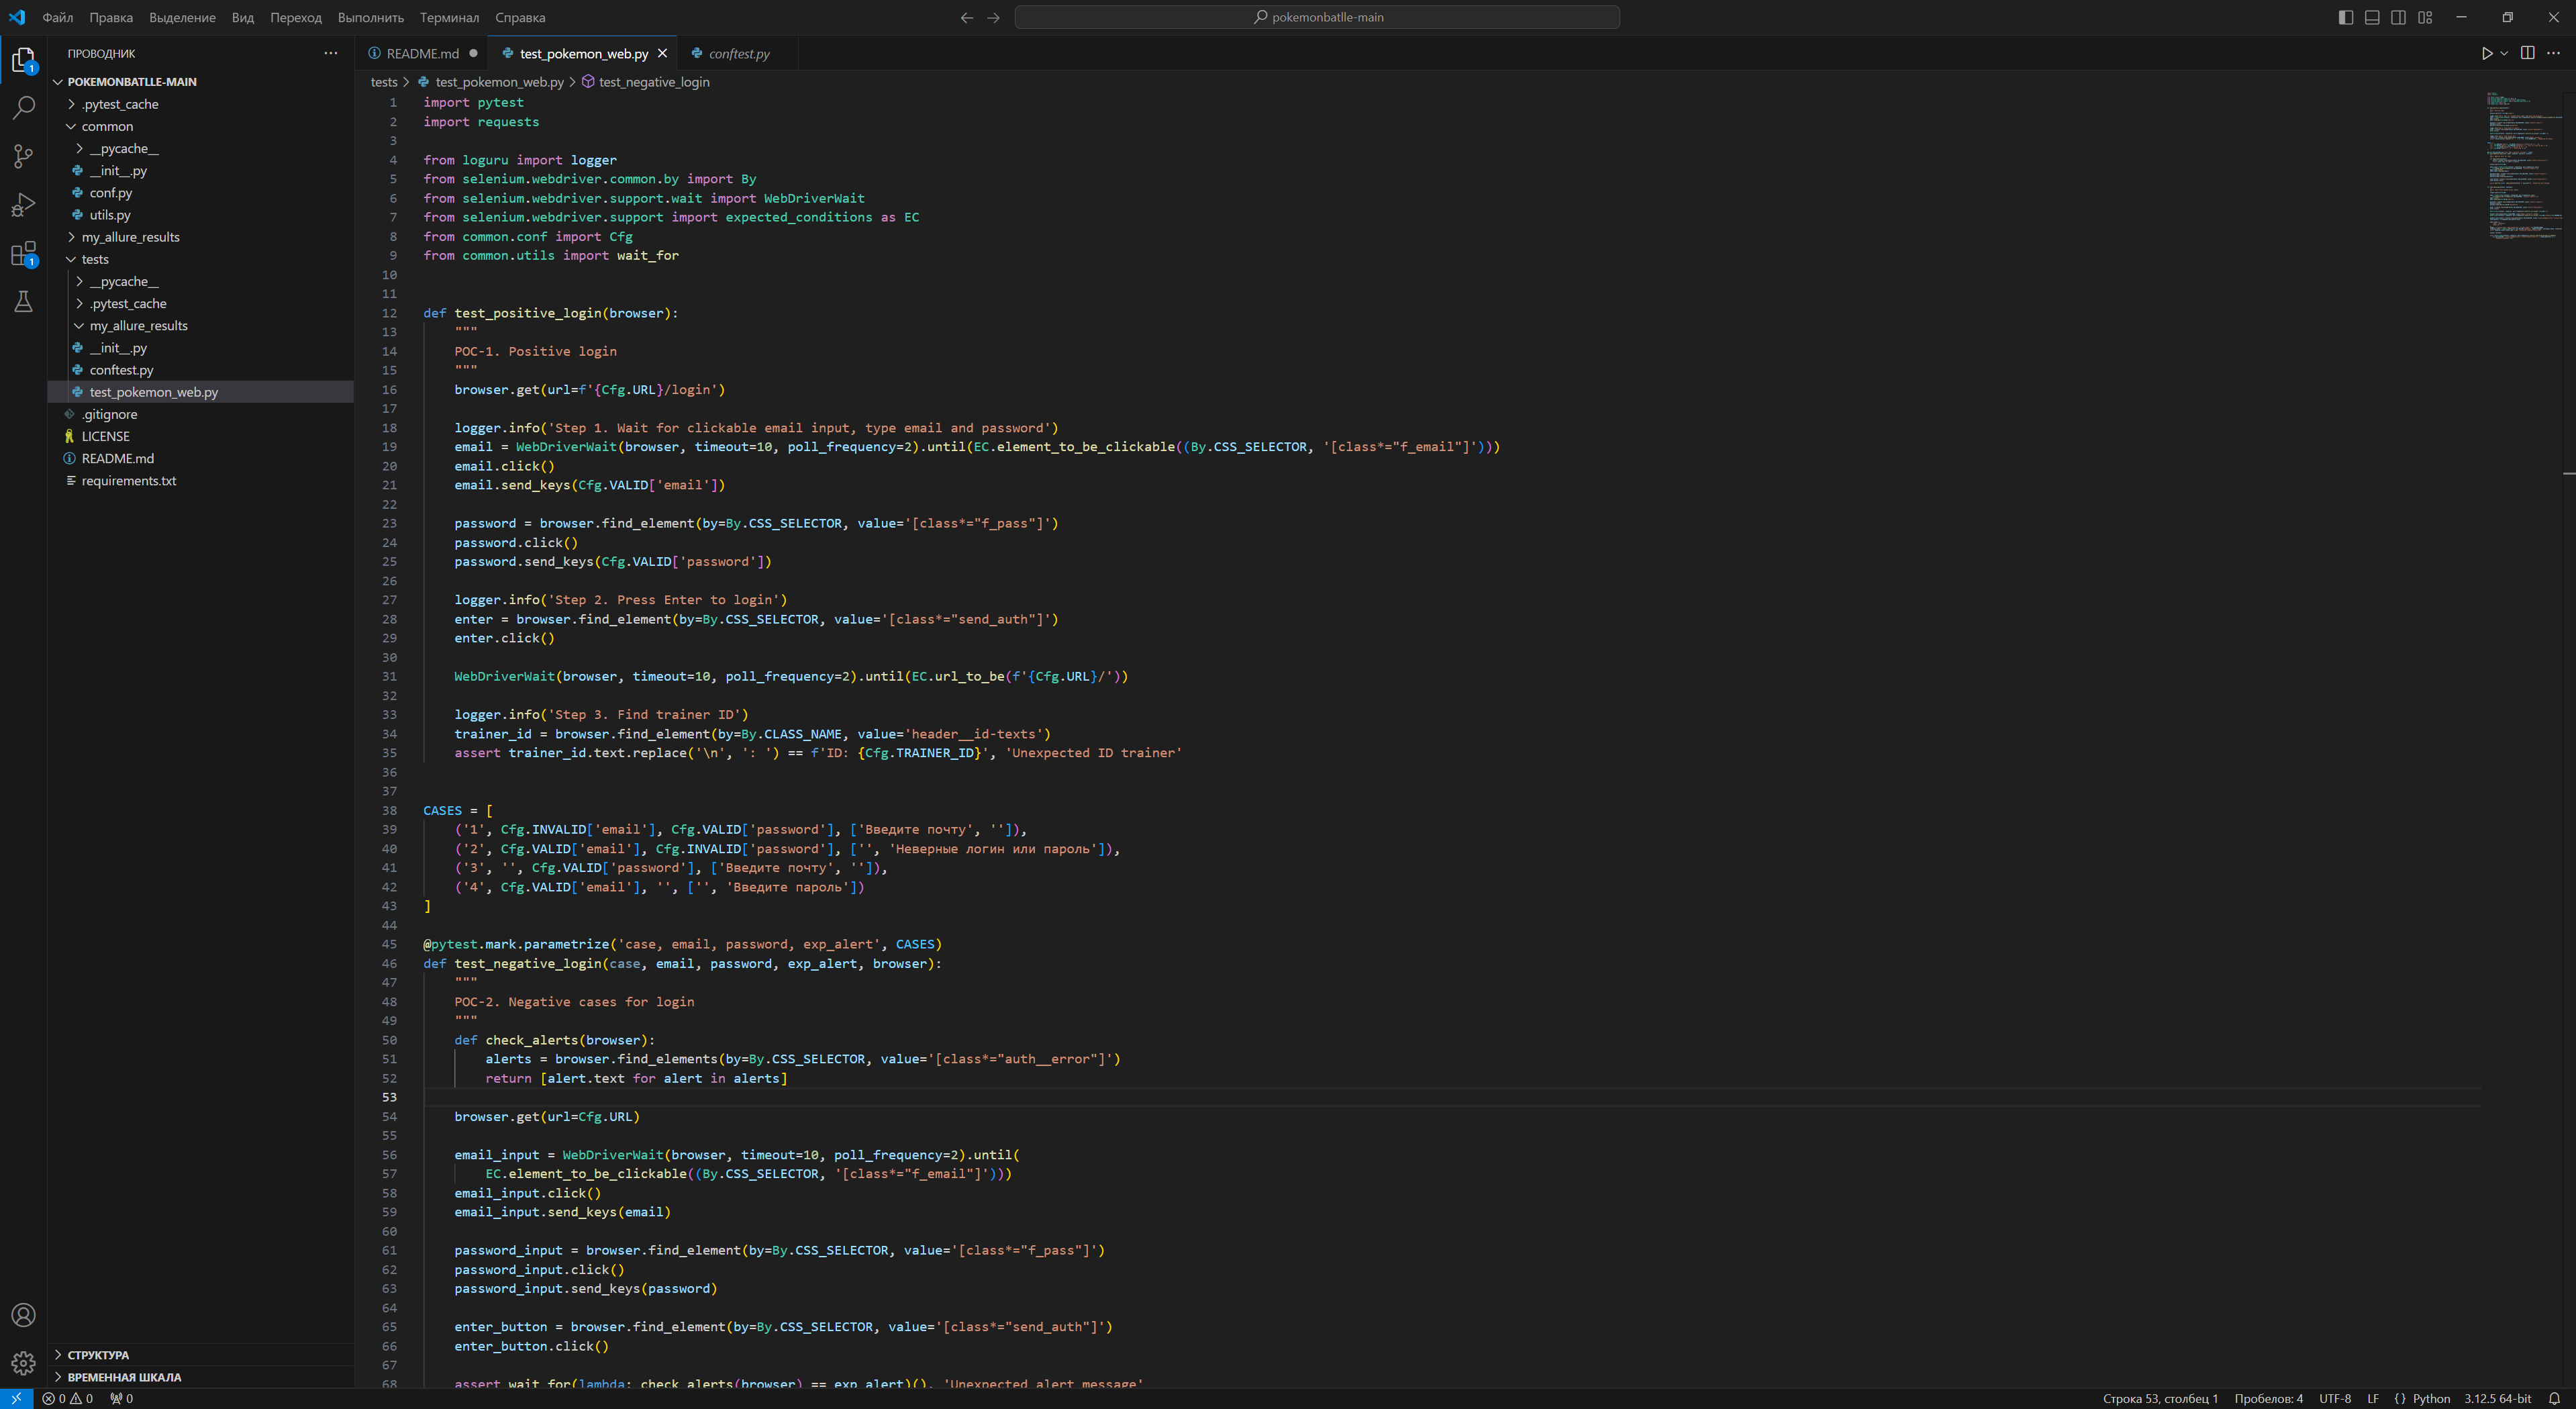 Файл Правка Выделение Вид Переход Выполнить Терминал Справка
pokemonbatlle-main
ПРОВОДНИК
POKEMONBATLLE-MAIN
.pytest_cache
common
__pycache__
__init__.py
conf.py
utils.py
my_allure_results
tests
__pycache__
.pytest_cache
my_allure_results
__init__.py
conftest.py
test_pokemon_web.py
.gitignore
LICENSE
README.md
requirements.txt
СТРУКТУРА
ВРЕМЕННАЯ ШКАЛА
1
1
README.md test_pokemon_web.py conftest.py
tests > test_pokemon_web.py > test_negative_login
1 import pytest
2 import requests
3
4 from loguru import logger
5 from selenium.webdriver.common.by import By
6 from selenium.webdriver.support.wait import WebDriverWait
7 from selenium.webdriver.support import expected_conditions as EC
8 from common.conf import Cfg
9 from common.utils import wait_for
10
11
12 def test_positive_login(browser):
13     """
14     POC-1. Positive login
15     """
16     browser.get(url=f'{Cfg.URL}/login')
17
18     logger.info('Step 1. Wait for clickable email input, type email and password')
19     email = WebDriverWait(browser, timeout=10, poll_frequency=2).until(EC.element_to_be_clickable((By.CSS_SELECTOR, '[class*="f_email"]')))
20     email.click()
21     email.send_keys(Cfg.VALID['email'])
22
23     password = browser.find_element(by=By.CSS_SELECTOR, value='[class*="f_pass"]')
24     password.click()
25     password.send_keys(Cfg.VALID['password'])
26
27     logger.info('Step 2. Press Enter to login')
28     enter = browser.find_element(by=By.CSS_SELECTOR, value='[class*="send_auth"]')
29     enter.click()
30
31     WebDriverWait(browser, timeout=10, poll_frequency=2).until(EC.url_to_be(f'{Cfg.URL}/'))
32
33     logger.info('Step 3. Find trainer ID')
34     trainer_id = browser.find_element(by=By.CLASS_NAME, value='header__id-texts')
35     assert trainer_id.text.replace('\n', ': ') == f'ID: {Cfg.TRAINER_ID}', 'Unexpected ID trainer'
36
37
38 CASES = [
39     ('1', Cfg.INVALID['email'], Cfg.VALID['password'], ['Введите почту', '']),
40     ('2', Cfg.VALID['email'], Cfg.INVALID['password'], ['', 'Неверные логин или пароль']),
41     ('3', '', Cfg.VALID['password'], ['Введите почту', '']),
42     ('4', Cfg.VALID['email'], '', ['', 'Введите пароль'])
43 ]
44
45 @pytest.mark.parametrize('case, email, password, exp_alert', CASES)
46 def test_negative_login(case, email, password, exp_alert, browser):
47     """
48     POC-2. Negative cases for login
49     """
50     def check_alerts(browser):
51         alerts = browser.find_elements(by=By.CSS_SELECTOR, value='[class*="auth__error"]')
52         return [alert.text for alert in alerts]
53
54     browser.get(url=Cfg.URL)
55
56     email_input = WebDriverWait(browser, timeout=10, poll_frequency=2).until(
57         EC.element_to_be_clickable((By.CSS_SELECTOR, '[class*="f_email"]')))
58     email_input.click()
59     email_input.send_keys(email)
60
61     password_input = browser.find_element(by=By.CSS_SELECTOR, value='[class*="f_pass"]')
62     password_input.click()
63     password_input.send_keys(password)
64
65     enter_button = browser.find_element(by=By.CSS_SELECTOR, value='[class*="send_auth"]')
66     enter_button.click()
67
68     assert wait_for(lambda: check_alerts(browser) == exp_alert)(), 'Unexpected alert message'
0 0 0 Строка 53, столбец 1 Пробелов: 4 UTF-8 LF {} Python 3.12.5 64-bit